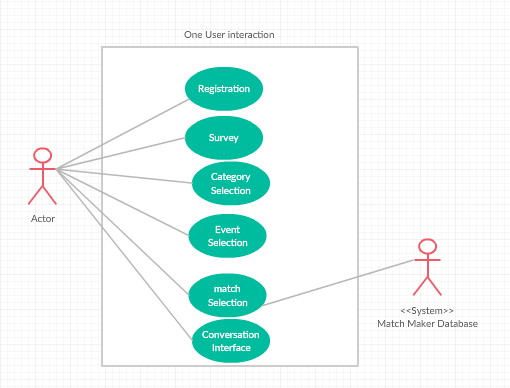 One User interaction
Registration
Survey
Category
Selection
Event
Selection
match
Selection
Conversation
Interface
Actor
<<System>>
Match Maker Database